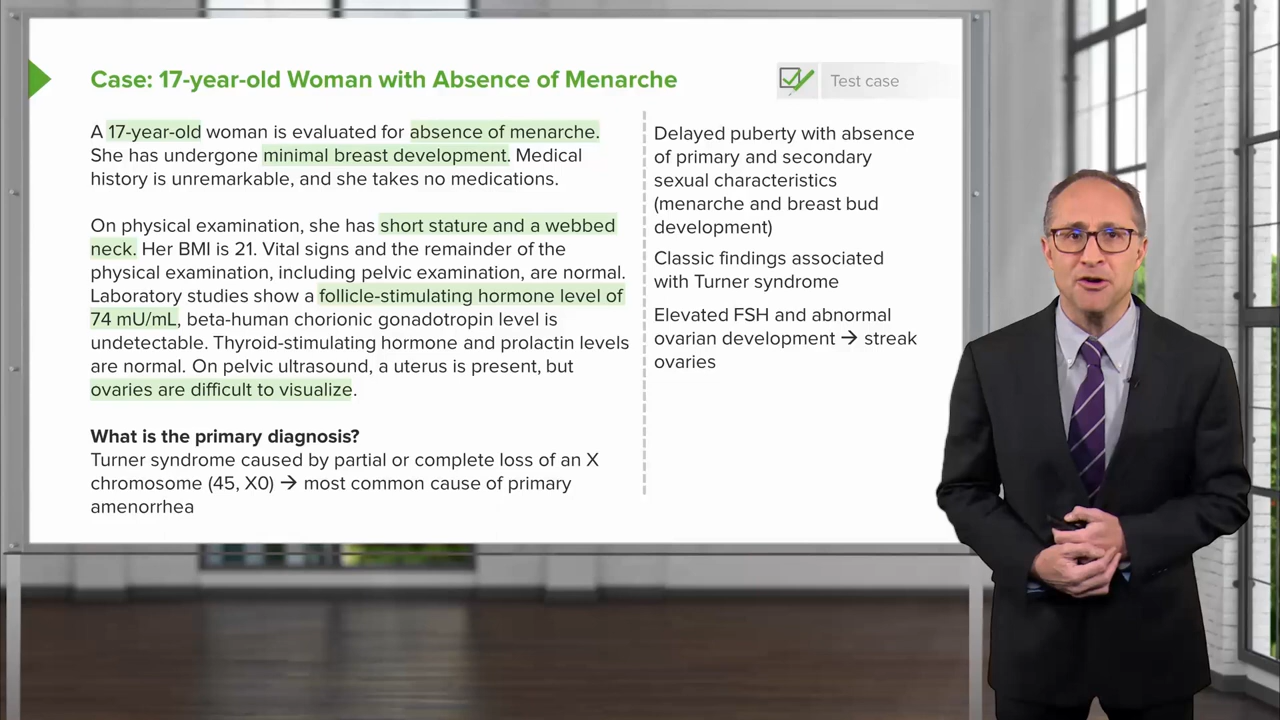 Case: 17-year-old Woman with Absence of Menarche
Test case
A 17-year-old woman is evaluated for absence of menarche.
She has undergone minimal breast development. Medical
history is unremarkable, and she takes no medications.
On physical examination, she has short stature and a webbed
neck. Her BMI is 21. Vital signs and the remainder of the
physical examination, including pelvic examination, are normal.
Laboratory studies show a follicle-stimulating hormone level of
74 mU/mL, beta-human chorionic gonadotropin level is
undetectable. Thyroid-stimulating hormone and prolactin levels
are normal. On pelvic ultrasound, a uterus is present, but
ovaries are difficult to visualize.
What is the primary diagnosis?
Turner syndrome caused by partial or complete loss of an X
chromosome (45, X0) → most common cause of primary
amenorrhea
Delayed puberty with absence
of primary and secondary
sexual characteristics
(menarche and breast bud
development)
Classic findings associated
with Turner syndrome
Elevated FSH and abnormal
ovarian development → streak
ovaries